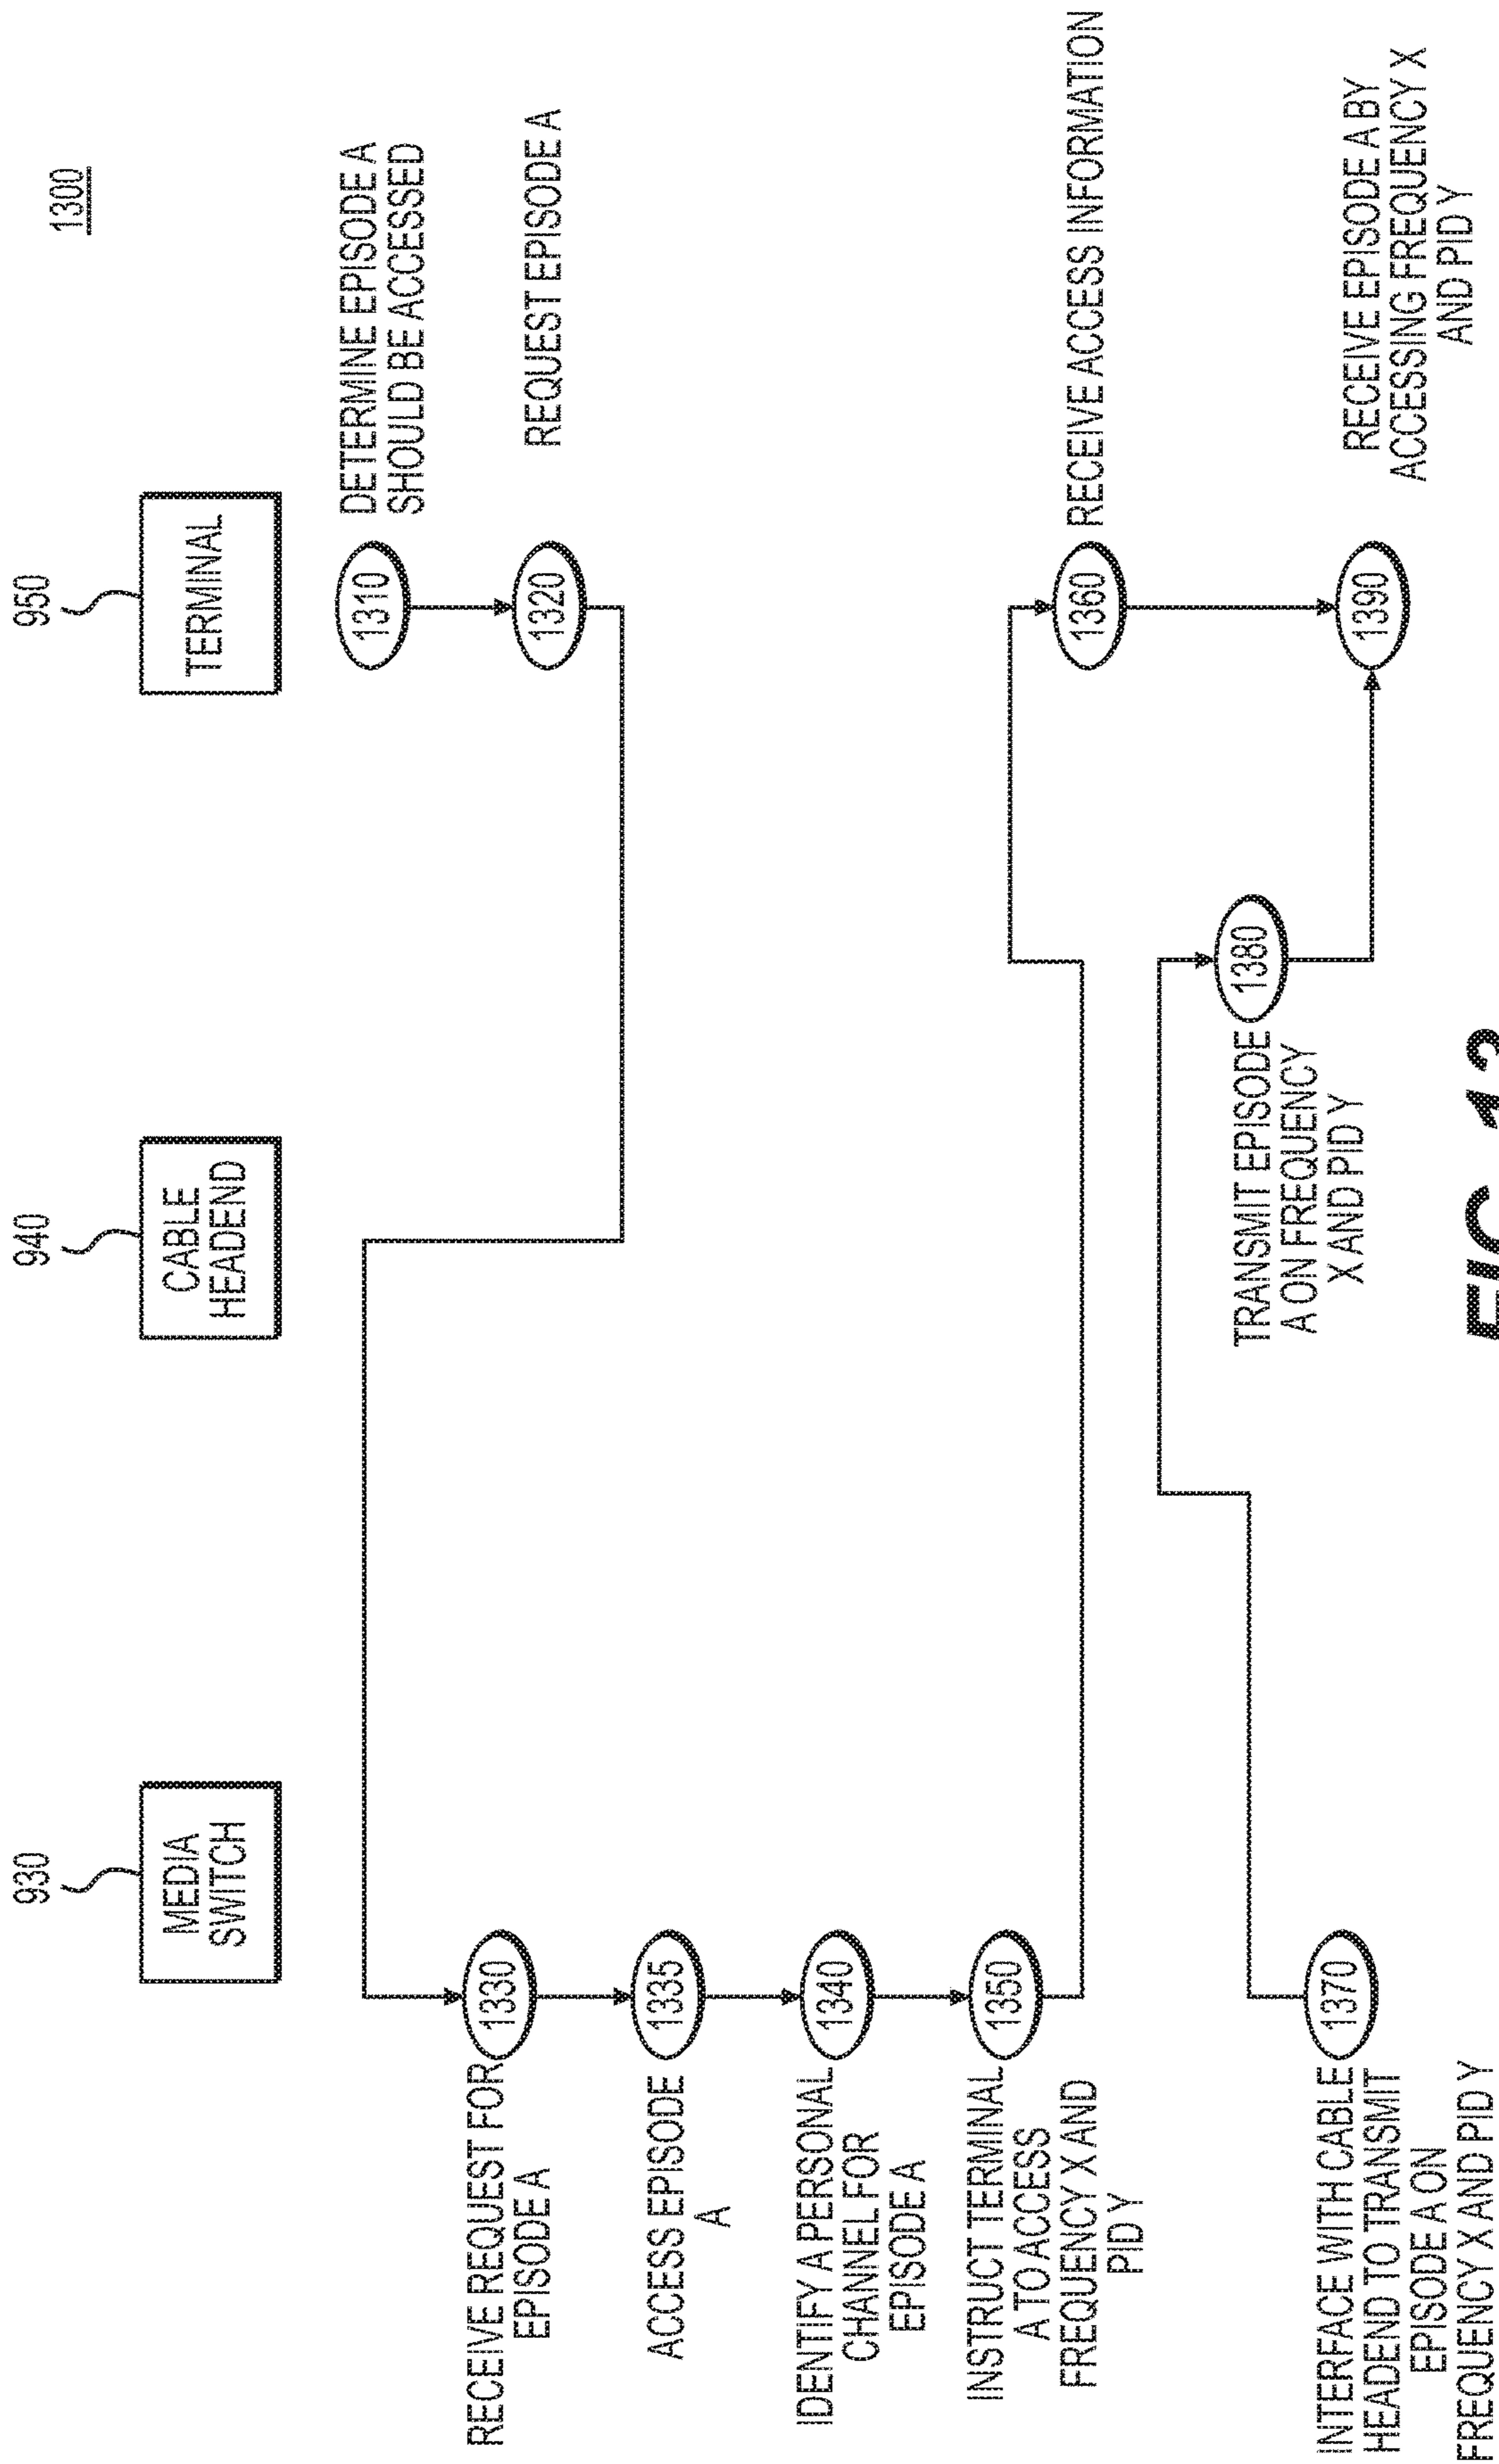 1300
930
940
950
MEDIA
SWITCH
CABLE
HEADEND
TERMINAL
1310
DETERMINE EPISODE A
SHOULD BE ACCESSED
1320
REQUEST EPISODE A
RECEIVE REQUEST FOR
EPISODE A
1330
ACCESS EPISODE
A
1335
IDENTIFY A PERSONAL
CHANNEL FOR
EPISODE A
1340
INSTRUCT TERMINAL
A TO ACCESS
FREQUENCY X AND
PID Y
1350
1360
RECEIVE ACCESS INFORMATION
INTERFACE WITH CABLE
HEADEND TO TRANSMIT
EPISODE A ON
FREQUENCY X AND PID Y
1370
TRANSMIT EPISODE
A ON FREQUENCY
X AND PID Y
1380
1390
RECEIVE EPISODE A BY
ACCESSING FREQUENCY X
AND PID Y
FIG. 13